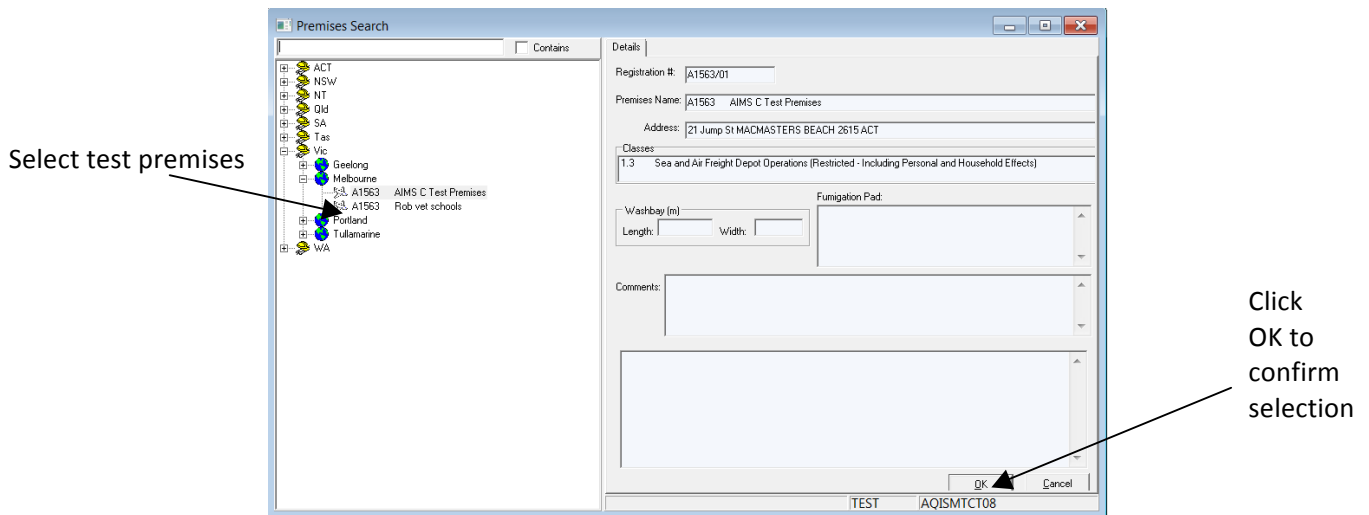 Premises Search
Contains
ACT
NSW
NT
Qld
SA
Tas
Vic
Geelong
Melbourne
A1563 AIMS C Test Premises
A1563 Rob vet schools
Portland
Tullamarine
WA
Select test premises
Details
Registration #: A1563/01
Premises Name: A1563 AIMS C Test Premises
Address: 21 Jump St MACMASTERS BEACH 2615 ACT
Classes
1.3 Sea and Air Freight Depot Operations (Restricted - Including Personal and Household Effects)
Washbay (m)
Length: Width:
Fumigation Pad:
Comments:
OK Cancel
TEST AQISMTCT08
Click
OK to
confirm
selection